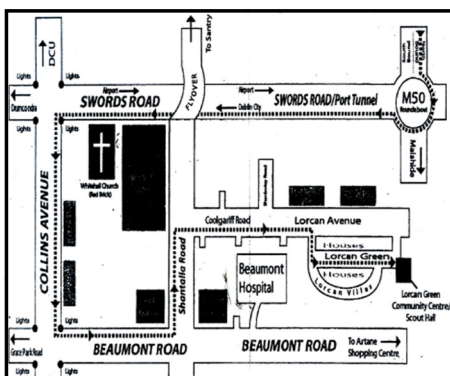 To Santry
DCU
Lights
Lights
Airport
Airport
SWORDS ROAD
FLYOVER
Dublin City
SWORDS ROAD/Port Tunnel
M50
Roundabout
Drumcondra
Lights
Lights
Malahide
Whitehall Church
(Red Brick)
COLLINS AVENUE
Coolgariff Road
Lorcan Avenue
Shantalla Road
Houses
Lorcan Green
Houses
Lorcan Villas
Beaumont
Hospital
Lorcan Green
Community Centre/
Scout Hall
Lights
Lights
Grace Park Road
BEAUMONT ROAD
BEAUMONT ROAD
To Artane
Shopping Centre
Lights
Lights